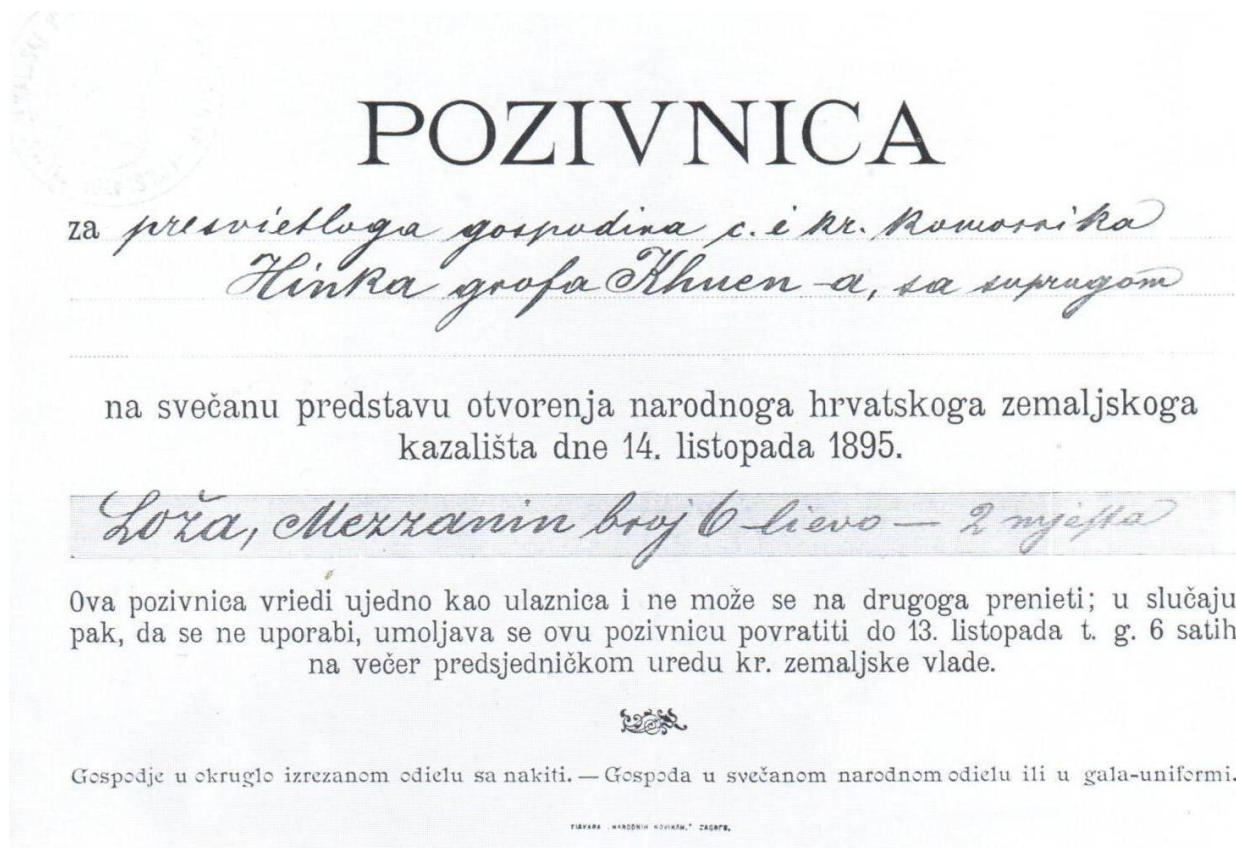 POZIVNICA
za presvietloga gospodina c. i kr. komornika
Hinka grofa Khuen-a, sa suprugom
na svečanu predstavu otvorenja narodnoga hrvatskoga zemaljskoga
kazališta dne 14. listopada 1895.
Loža, Mezzanin broj 6 lievo — 2 mjesta
Ova pozivnica vriedi ujedno kao ulaznica i ne može se na drugoga prenieti; u slučaju
pak, da se ne uporabi, umoljava se ovu pozivnicu povratiti do 13. listopada t. g. 6 satih
na večer predsjedničkom uredu kr. zemaljske vlade.
Gospodje u okruglo izrezanom odielu sa nakiti. — Gospoda u svečanom narodnom odielu ili u gala-uniformi.
TISKARA „NARODNIH NOVINAH,“ ZAGREB.